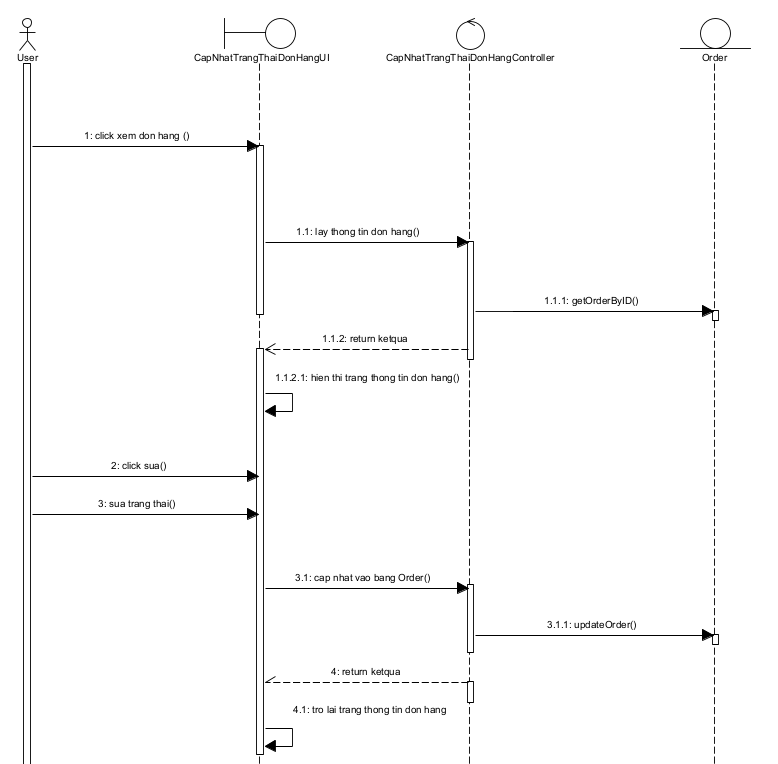 User
CapNhatTrangThaiDonHangUI
CapNhatTrangThaiDonHangController
Order
1: click xem don hang ()
1.1: lay thong tin don hang()
1.1.1: getOrderByID()
1.1.2: return ketqua
1.1.2.1: hien thi trang thong tin don hang()
2: click sua()
3: sua trang thai()
3.1: cap nhat vao bang Order()
3.1.1: updateOrder()
4: return ketqua
4.1: tro lai trang thong tin don hang